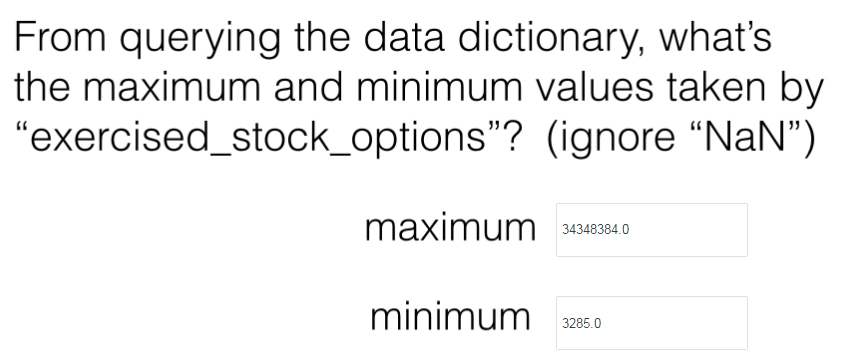 From querying the data dictionary, what’s
the maximum and minimum values taken by
“exercised_stock_options”? (ignore “NaN”)
maximum 34348384.0
minimum 3285.0